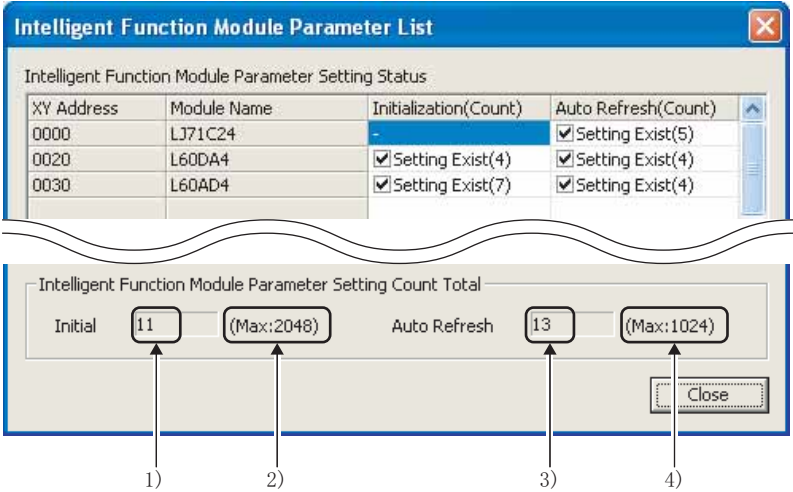 Intelligent Function Module Parameter List
Intelligent Function Module Parameter Setting Status
XY Address Module Name Initialization(Count) Auto Refresh(Count)
0000 LJ71C24 - Setting Exist(5)
0020 L60DA4 Setting Exist(4) Setting Exist(4)
0030 L60AD4 Setting Exist(7) Setting Exist(4)
Intelligent Function Module Parameter Setting Count Total
Initial 11 (Max:2048) Auto Refresh 13 (Max:1024)
Close
1) 2) 3) 4)